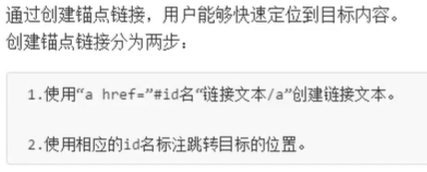 通过创建锚点链接，用户能够快速定位到目标内容。
创建锚点链接分为两步：
1.使用“a href=”#id名“链接文本/a”创建链接文本。
2.使用相应的id名标注跳转目标的位置。